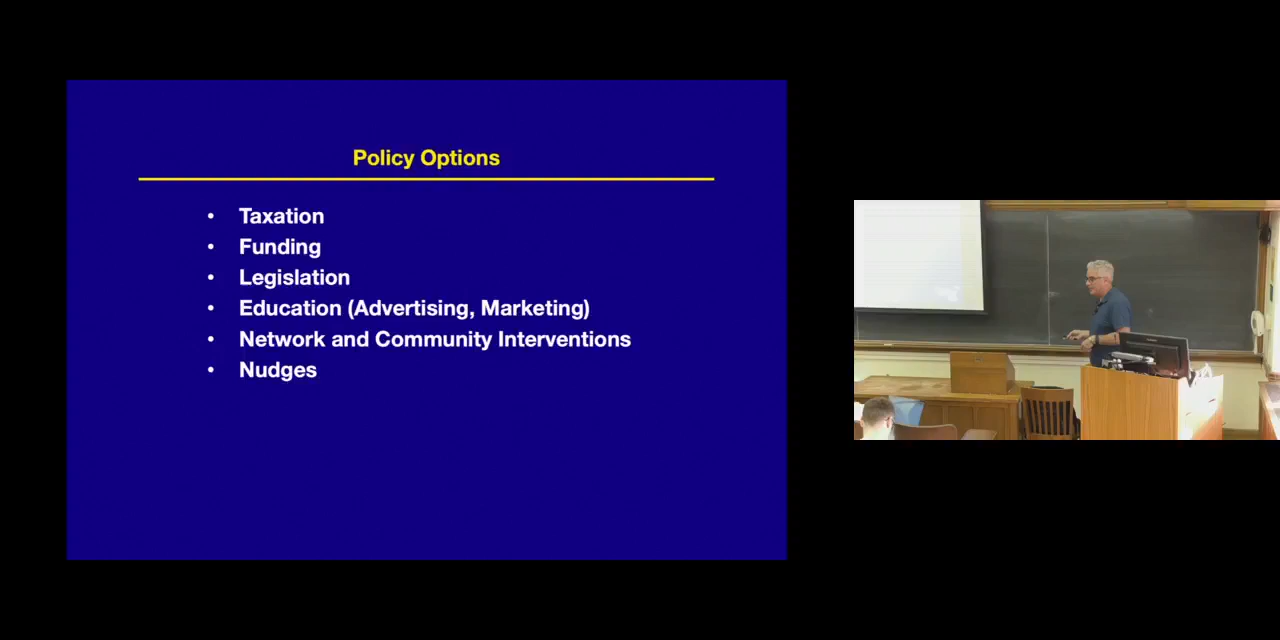 Policy Options
• Taxation
• Funding
• Legislation
• Education (Advertising, Marketing)
• Network and Community Interventions
• Nudges